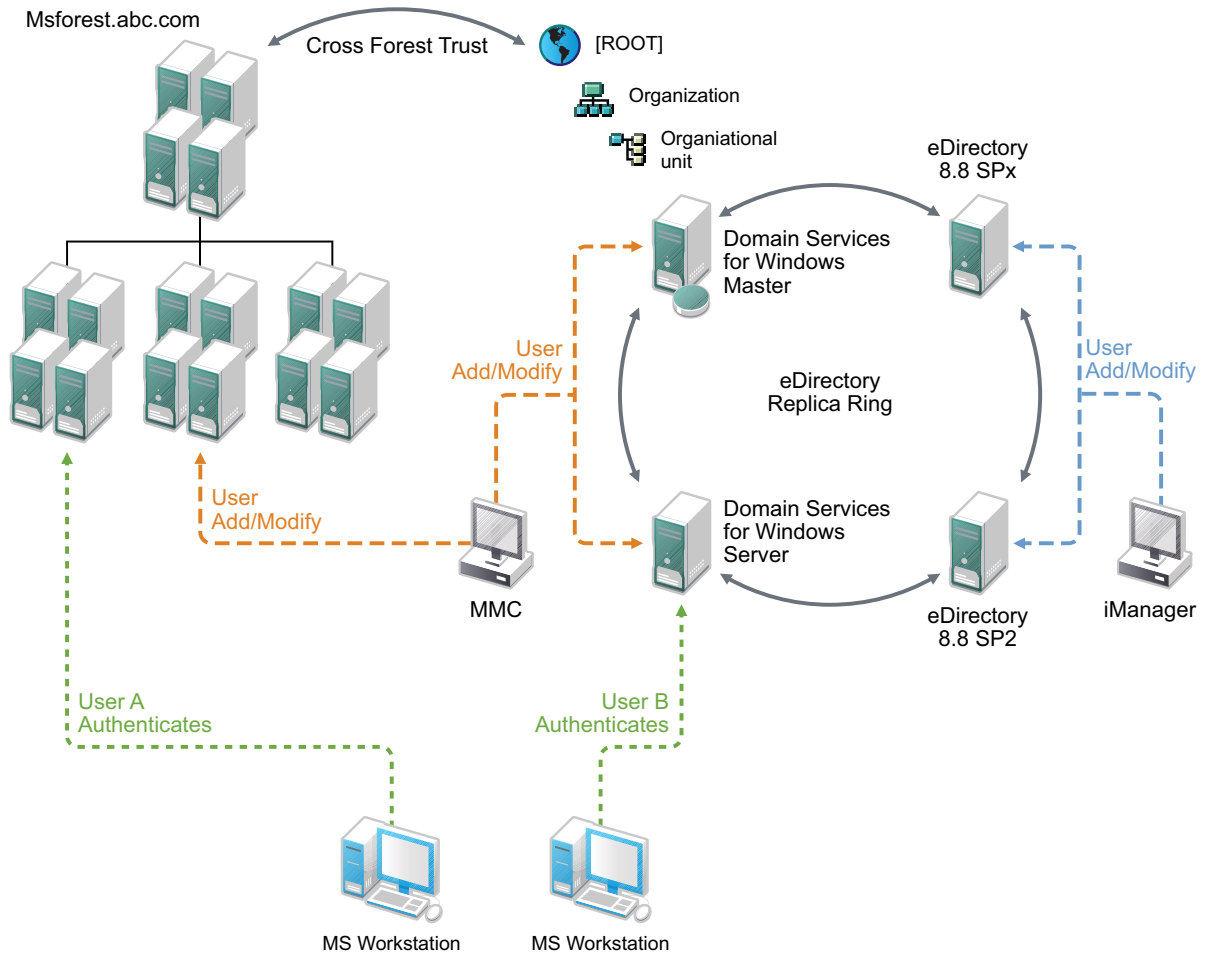 Msforest.abc.com
Cross Forest Trust
[ROOT]
Organization
Organiational
unit
eDirectory
8.8 SPx
Domain Services
for Windows
Master
User
Add/Modify
eDirectory
Replica Ring
User
Add/Modify
User
Add/Modify
Domain Services
for Windows
Server
MMC
eDirectory
8.8 SP2
iManager
User A
Authenticates
User B
Authenticates
MS Workstation
MS Workstation